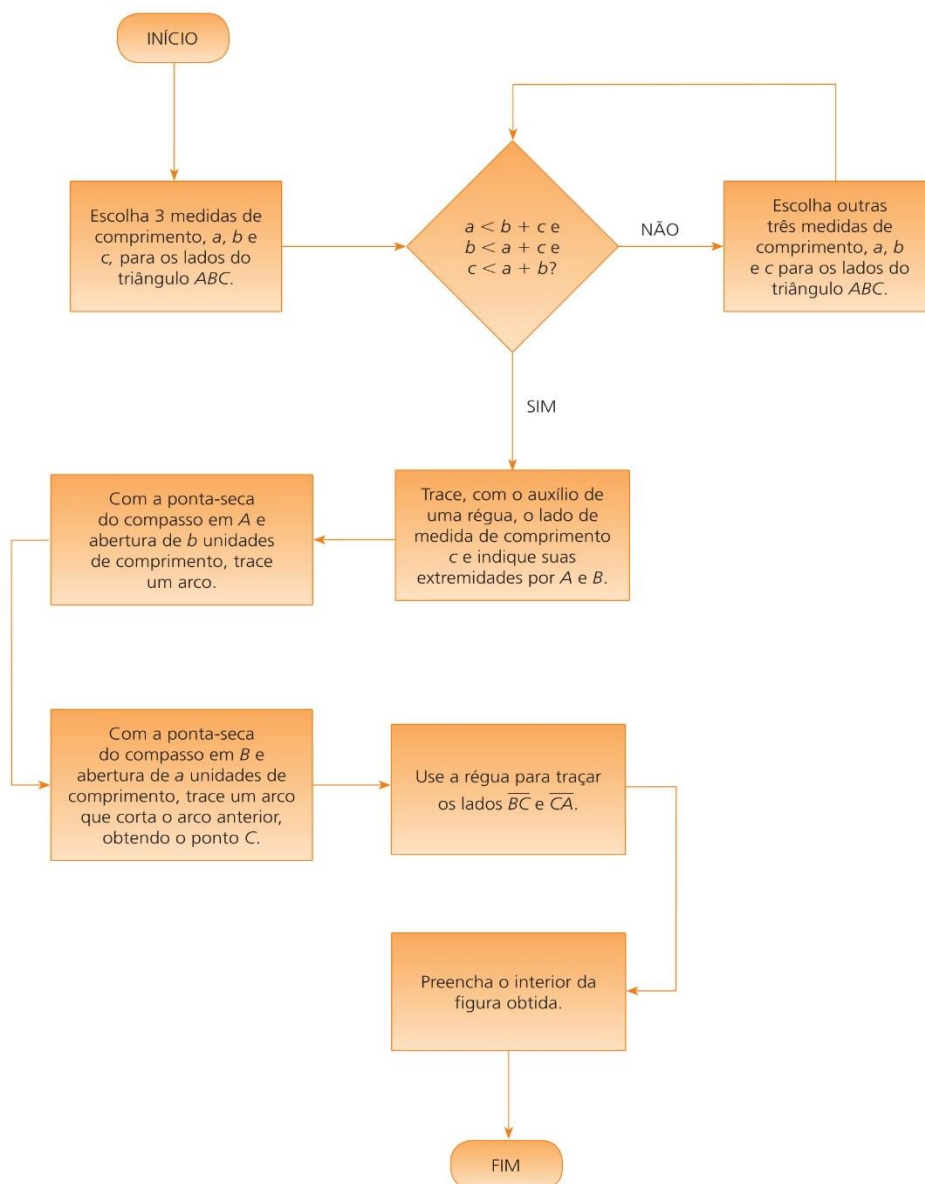 INÍCIO
Escolha 3 medidas de
comprimento, a, b e
c, para os lados do
triângulo ABC.
a < b + c e
b < a + c e
c < a + b?
NÃO
Escolha outras
três medidas de
comprimento, a, b
e c para os lados do
triângulo ABC.
SIM
Trace, com o auxílio de
uma régua, o lado de
medida de comprimento
c e indique suas
extremidades por A e B.
Com a ponta-seca
do compasso em A e
abertura de b unidades
de comprimento, trace
um arco.
Com a ponta-seca
do compasso em B e
abertura de a unidades de
comprimento, trace um arco
que corta o arco anterior,
obtendo o ponto C.
Use a régua para traçar
os lados B̅C̅ e C̅A̅.
Preencha o interior da
figura obtida.
FIM